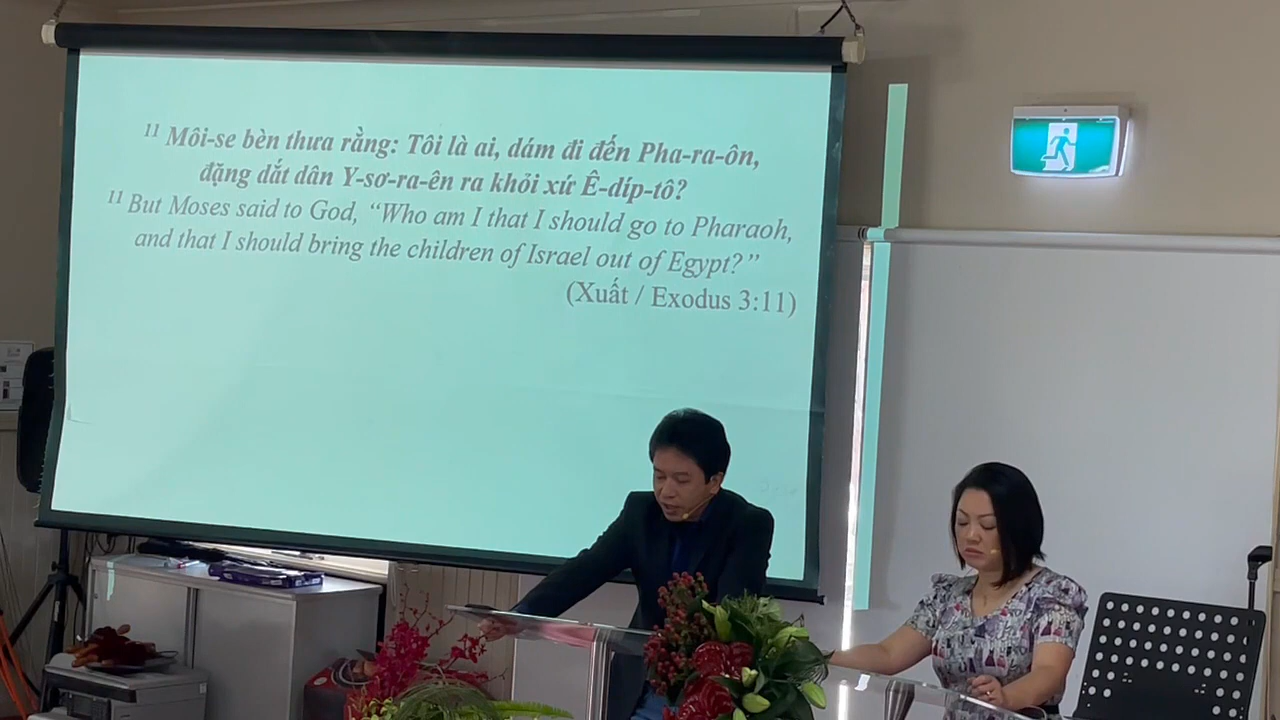 11 Môi-se bèn thưa rằng: Tôi là ai, dám đi đến Pha-ra-ôn,
đặng dắt dân Y-sơ-ra-ên ra khỏi xứ Ê-díp-tô?
11 But Moses said to God, “Who am I that I should go to Pharaoh,
and that I should bring the children of Israel out of Egypt?”
(Xuất / Exodus 3:11)